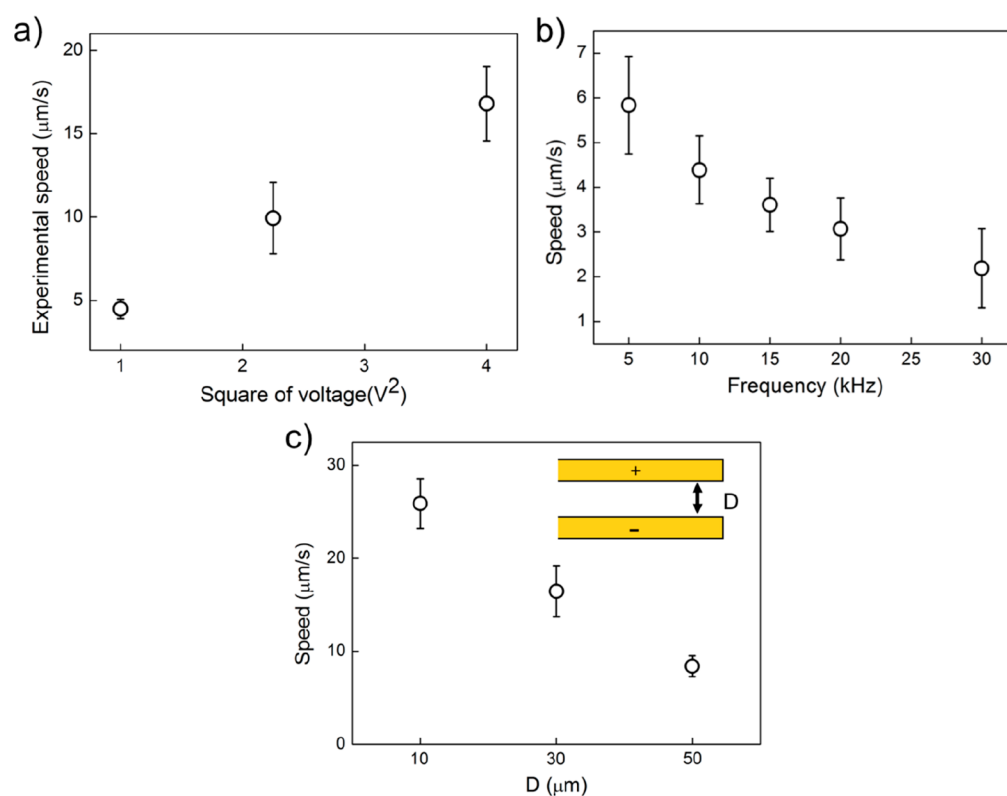 a)
20
15
10
5
Experimental speed (μm/s)
1 2 3 4
Square of voltage(V²)
b)
7
6
5
4
3
2
1
Speed (μm/s)
5 10 15 20 25 30
Frequency (kHz)
c)
30
20
10
0
Speed (μm/s)
+
D
-
10 30 50
D (μm)